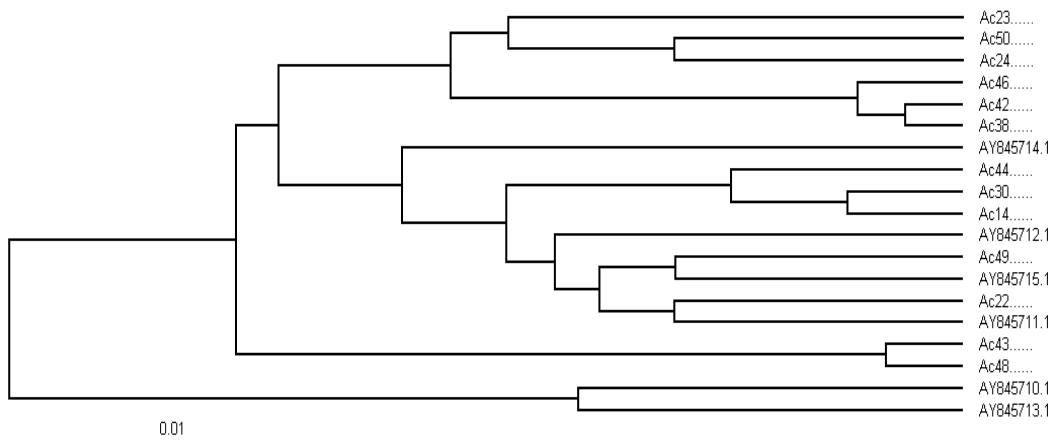 Ac23......
Ac50......
Ac24......
Ac46......
Ac42......
Ac38......
AY845714.1
Ac44......
Ac30......
Ac14......
AY845712.1
Ac49......
AY845715.1
Ac22......
AY845711.1
Ac43......
Ac48......
AY845710.1
AY845713.1
0.01